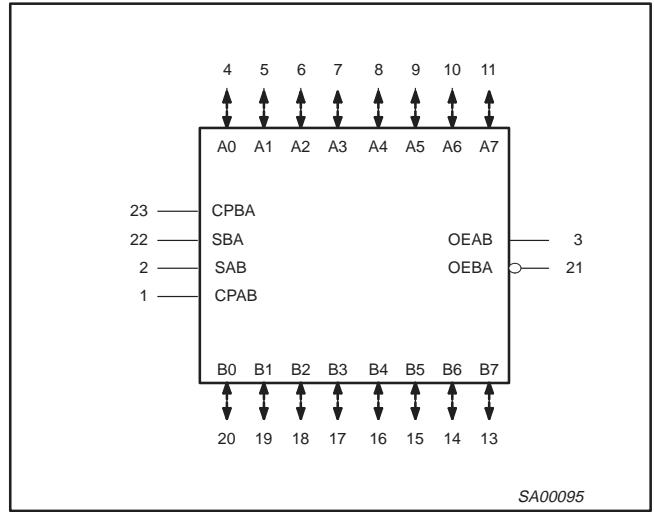 4 5 6 7 8 9 10 11
A0 A1 A2 A3 A4 A5 A6 A7
23 CPBA
22 SBA OEAB 3
2 SAB OEBA 21
1 CPAB
B0 B1 B2 B3 B4 B5 B6 B7
20 19 18 17 16 15 14 13
SA00095